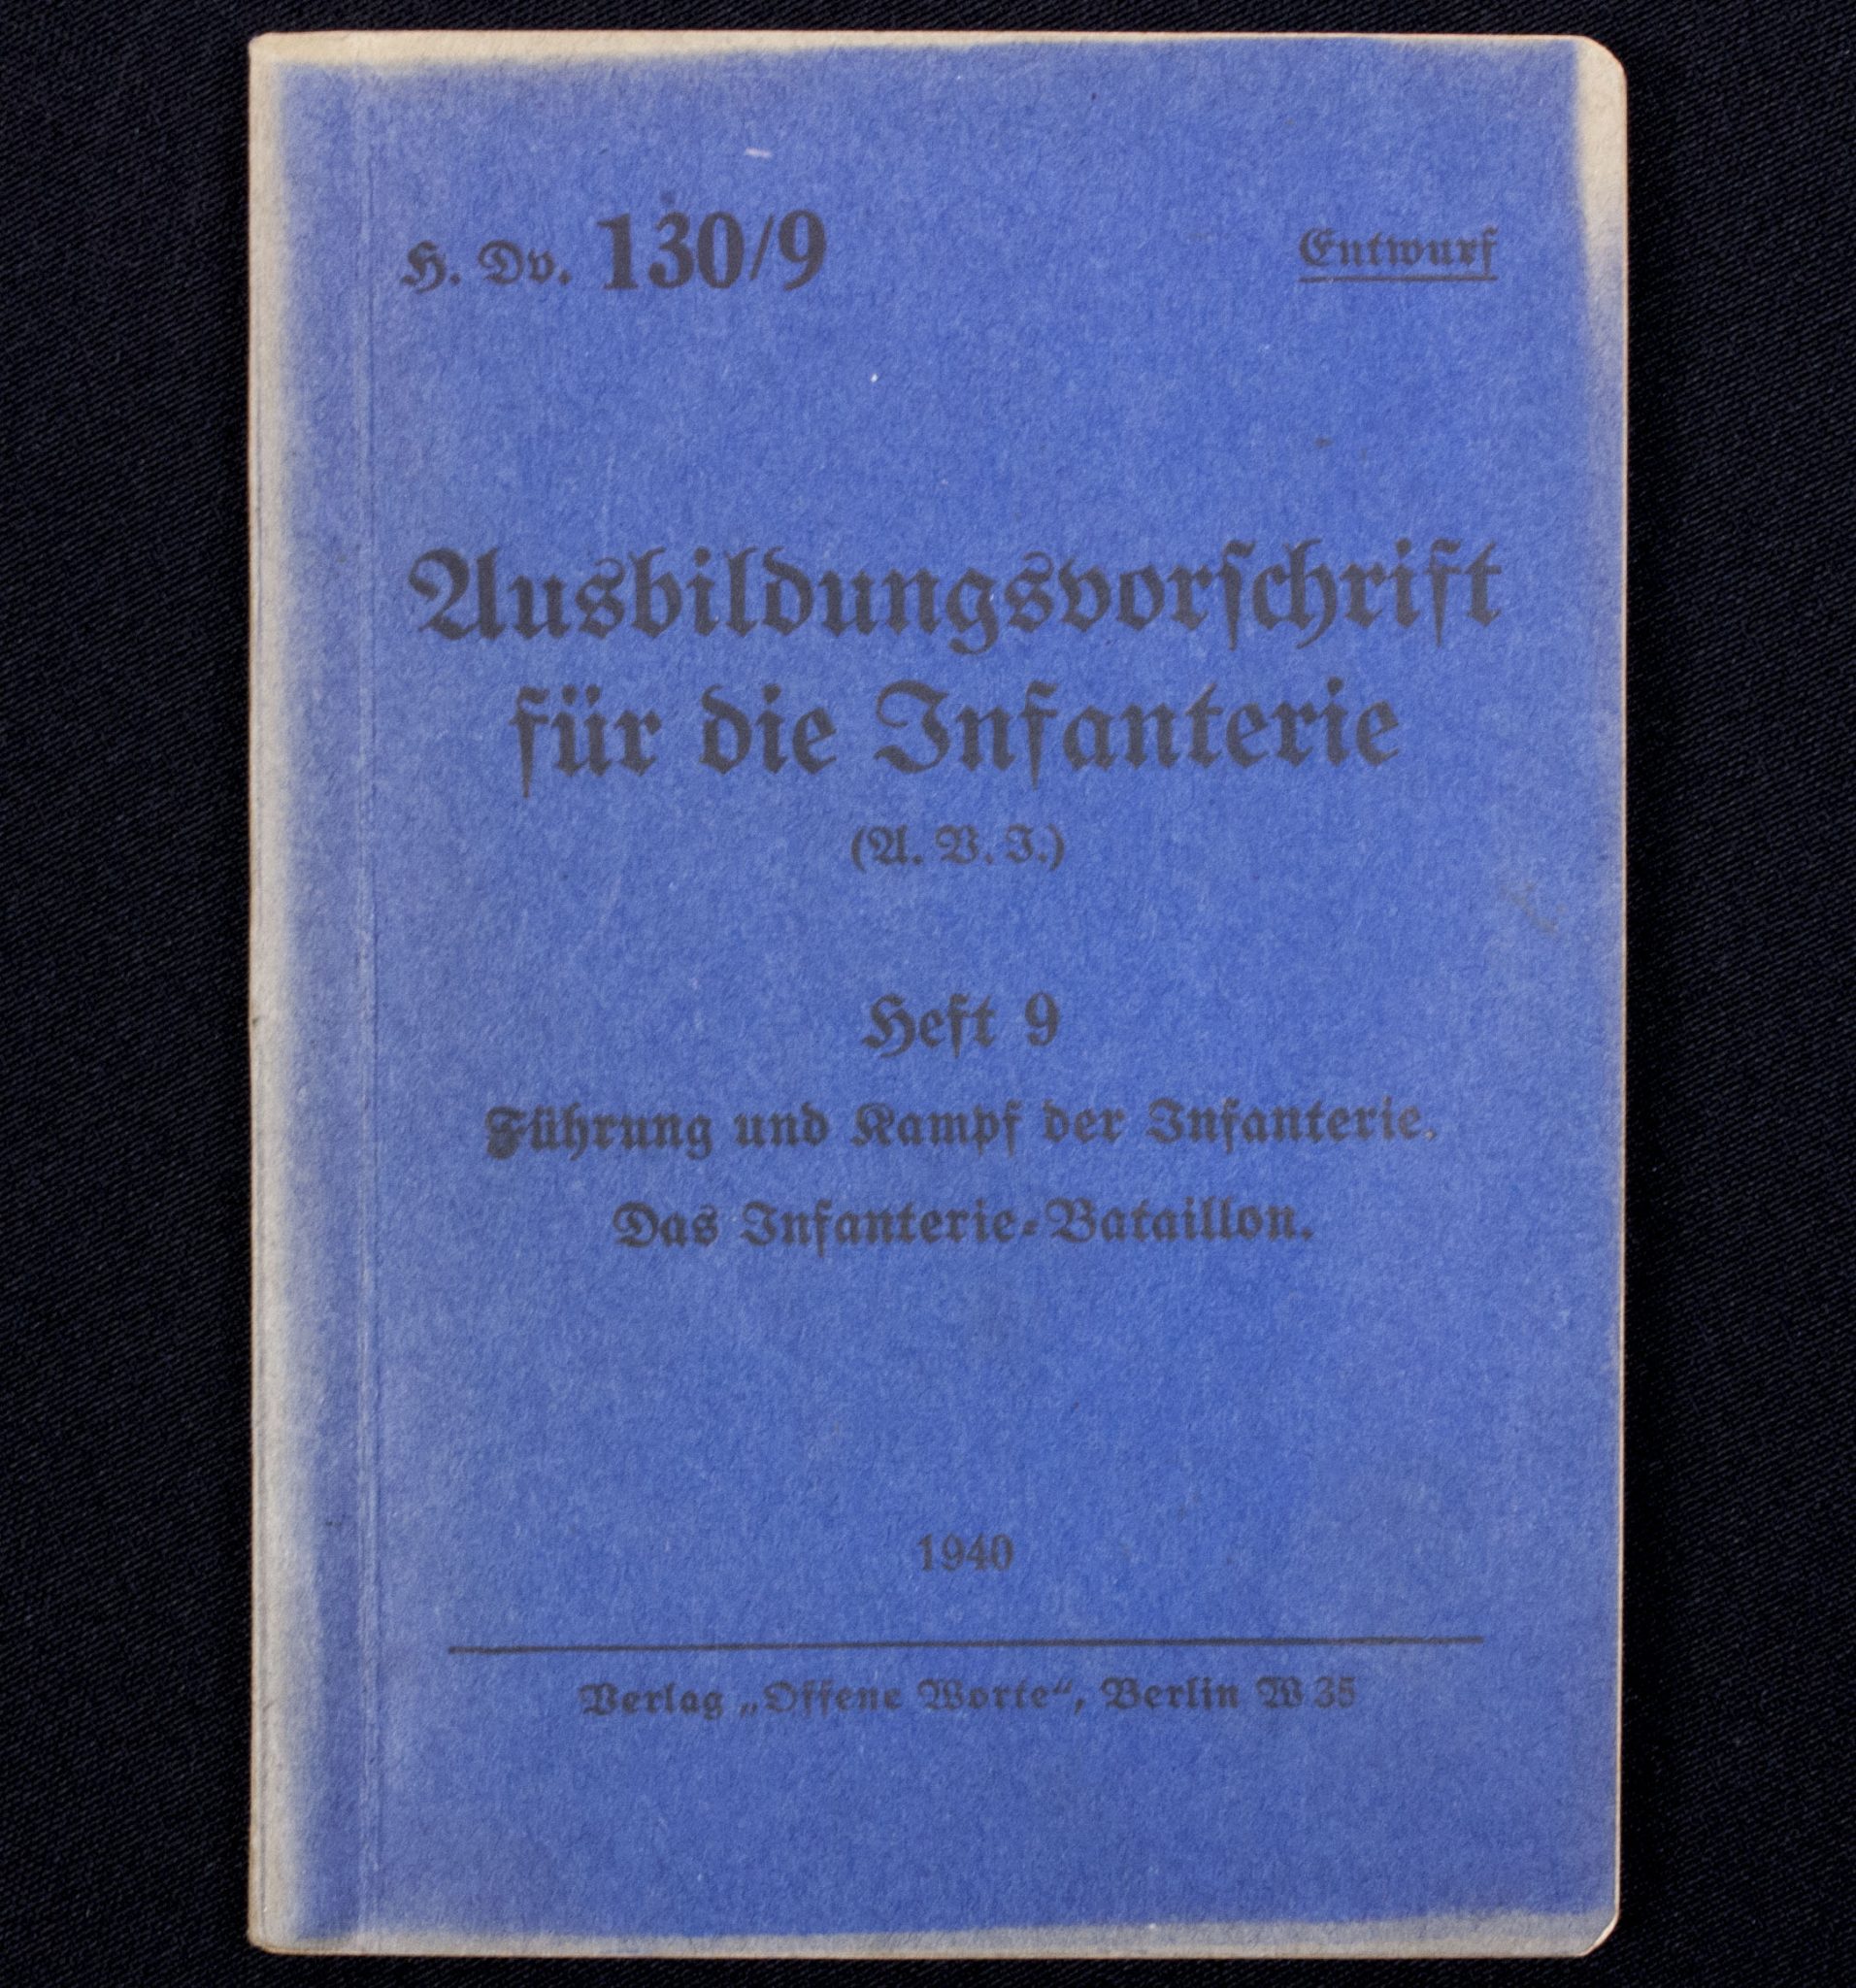 H. Dv. 130/9
Entwurf
Ausbildungsvorſchrift
für die Infanterie
(A. V. I.)
Heft 9
Führung und Kampf der Infanterie.
Das Infanterie-Bataillon.
1940
Verlag „Offene Worte“, Berlin W 35